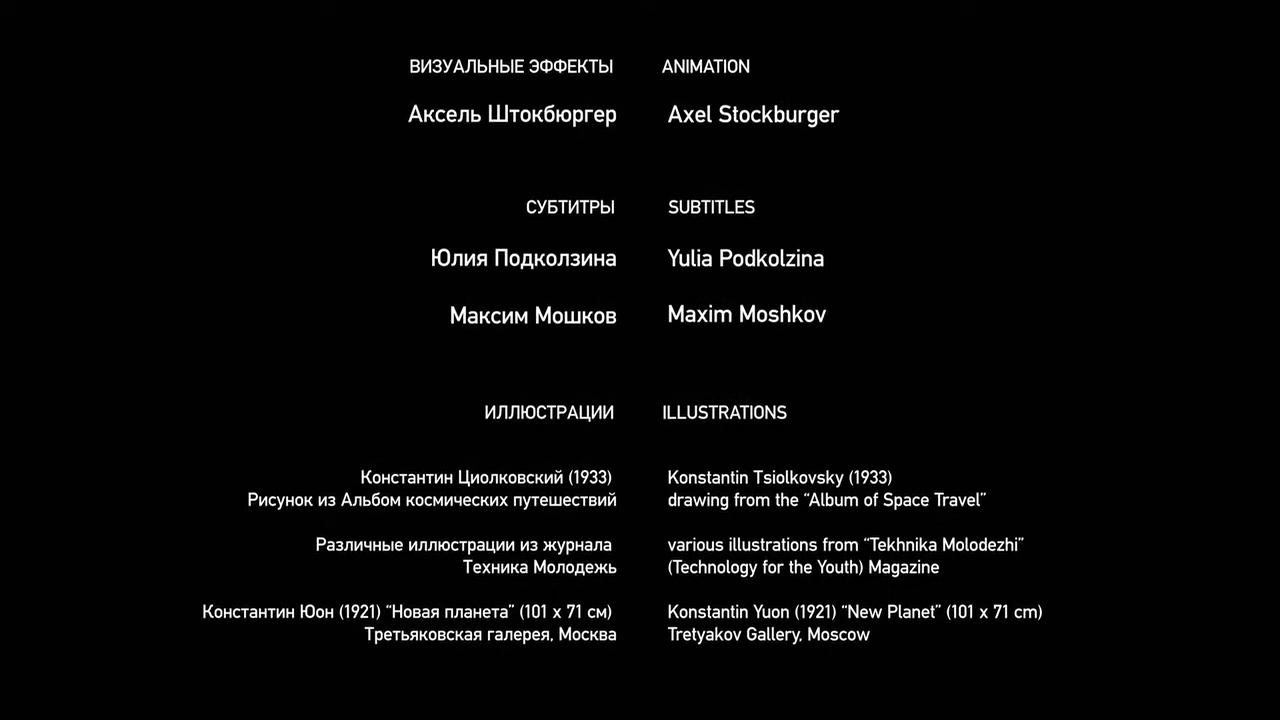 ВИЗУАЛЬНЫЕ ЭФФЕКТЫ ANIMATION
Аксель Штокбюргер Axel Stockburger
СУБТИТРЫ SUBTITLES
Юлия Подколзина Yulia Podkolzina
Максим Мошков Maxim Moshkov
ИЛЛЮСТРАЦИИ ILLUSTRATIONS
Константин Циолковский (1933) Konstantin Tsiolkovsky (1933)
Рисунок из Альбом космических путешествий drawing from the “Album of Space Travel”
Различные иллюстрации из журнала various illustrations from “Tekhnika Molodezhi”
Техника Молодежь (Technology for the Youth) Magazine
Константин Юон (1921) “Новая планета” (101 x 71 см) Konstantin Yuon (1921) “New Planet” (101 x 71 cm)
Третьяковская галерея, Москва Tretyakov Gallery, Moscow